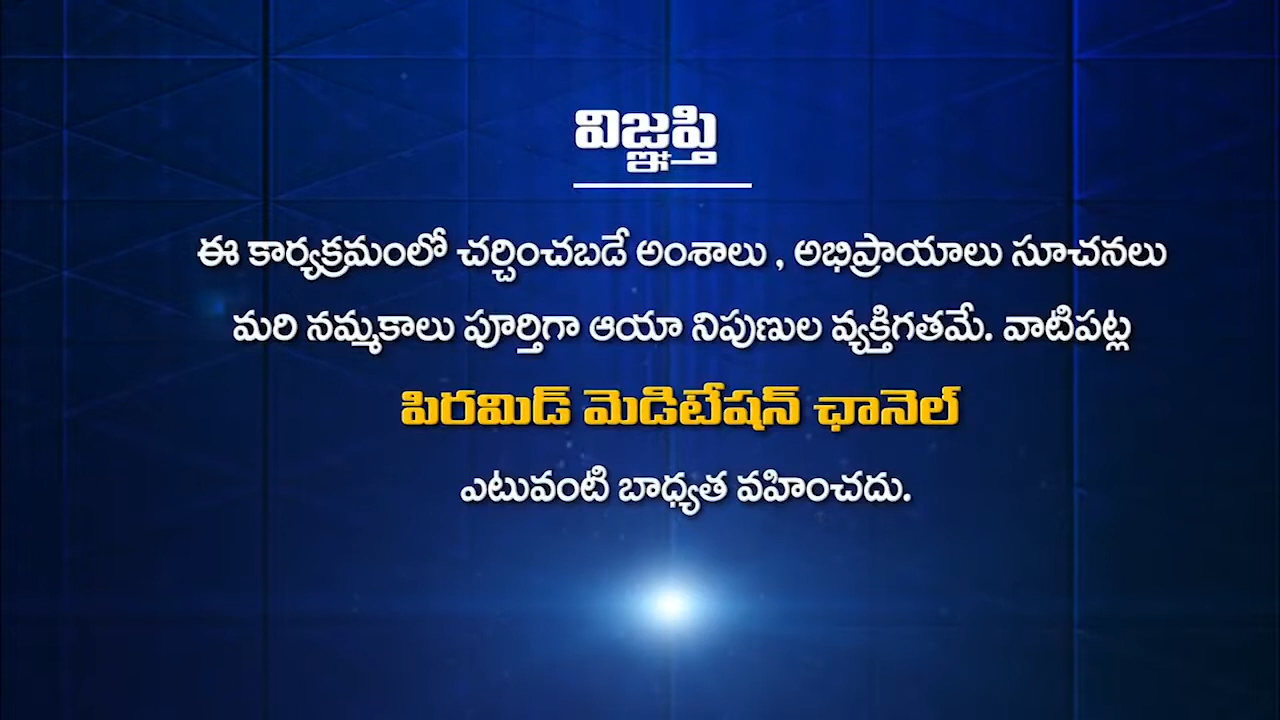 విజ్ఞప్తి
ఈ కార్యక్రమంలో చర్చించబడే అంశాలు , అభిప్రాయాలు సూచనలు
మరి నమ్మకాలు పూర్తిగా ఆయా నిపుణుల వ్యక్తిగతమే. వాటిపట్ల
పిరమిడ్ మెడిటేషన్ ఛానెల్
ఎటువంటి బాధ్యత వహించదు.